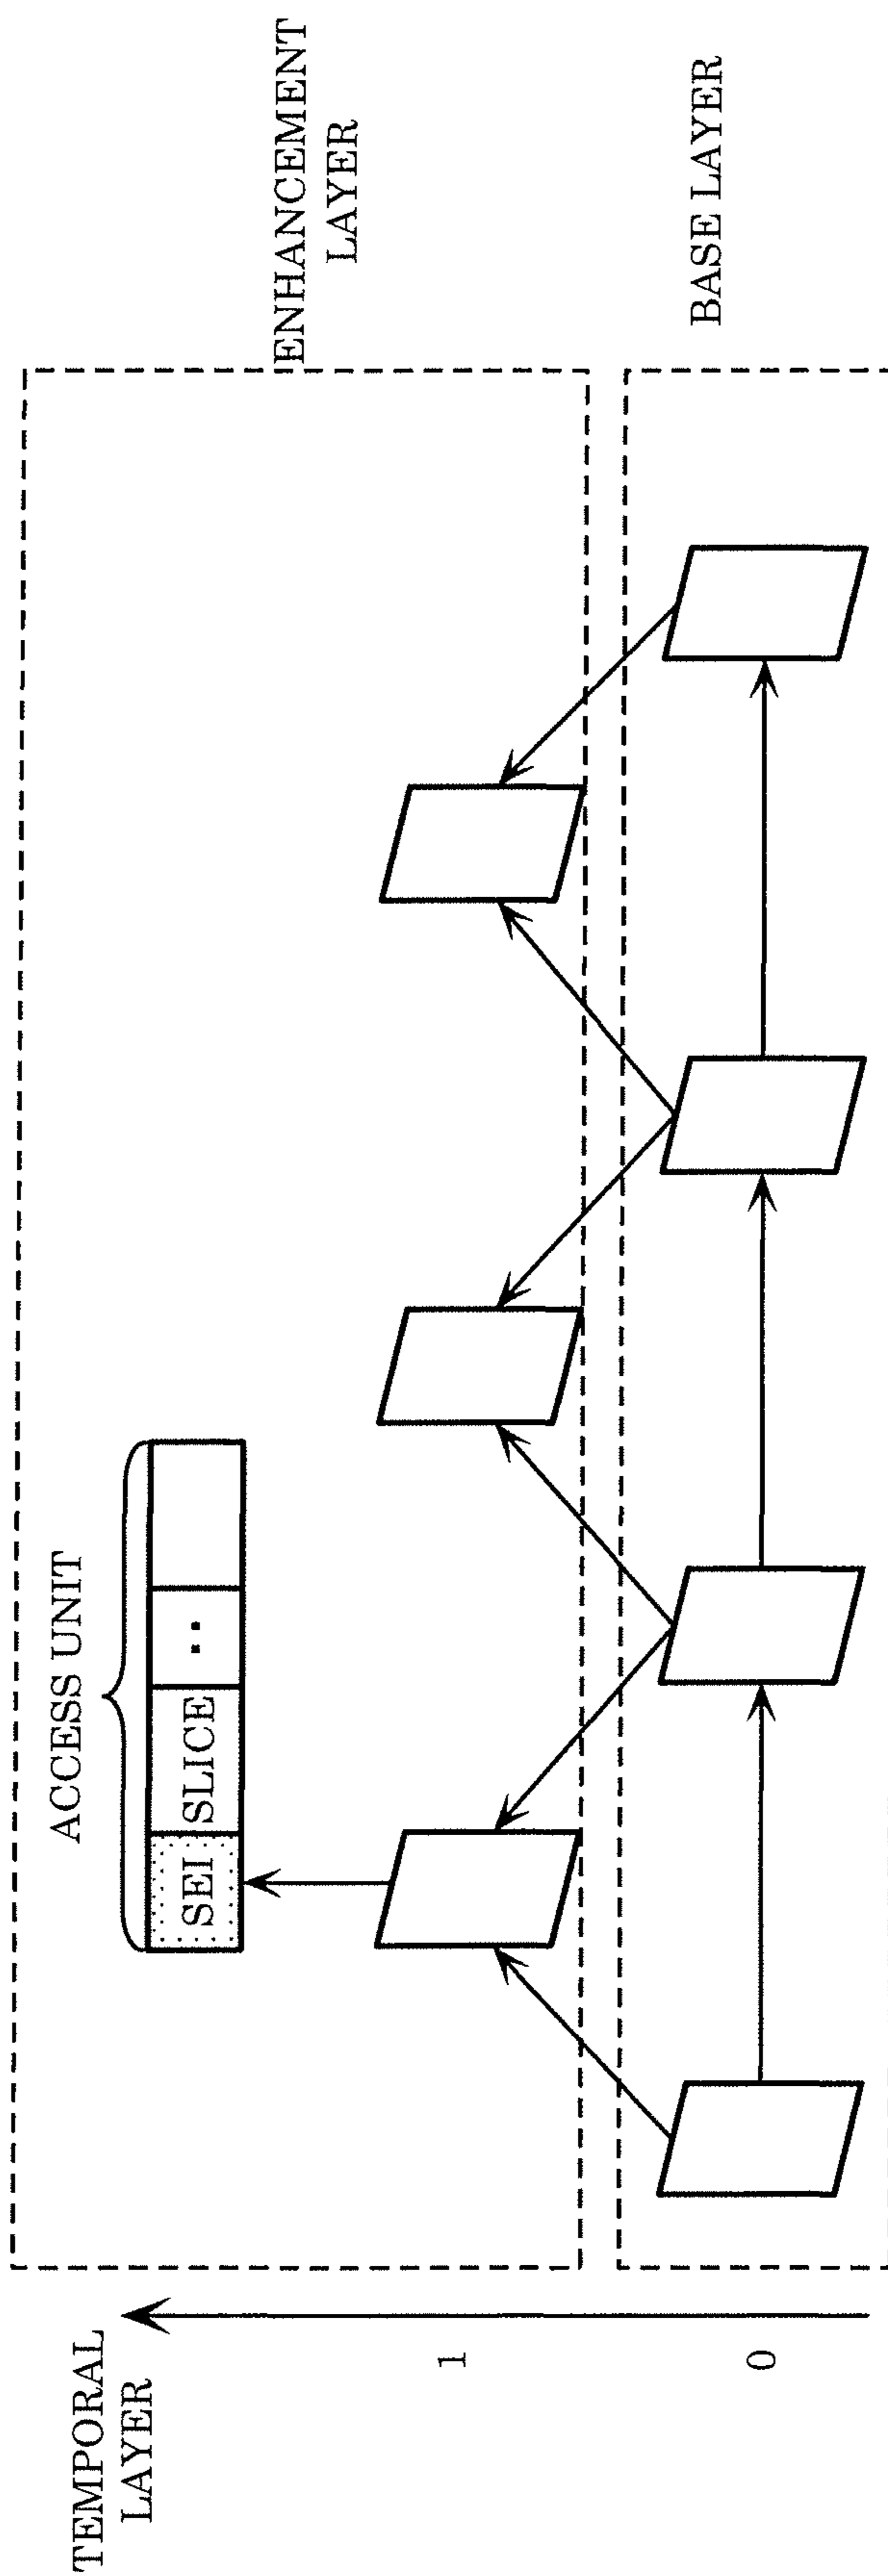 TEMPORAL
LAYER
1
0
ACCESS UNIT
SEI
SLICE
..
ENHANCEMENT
LAYER
BASE LAYER